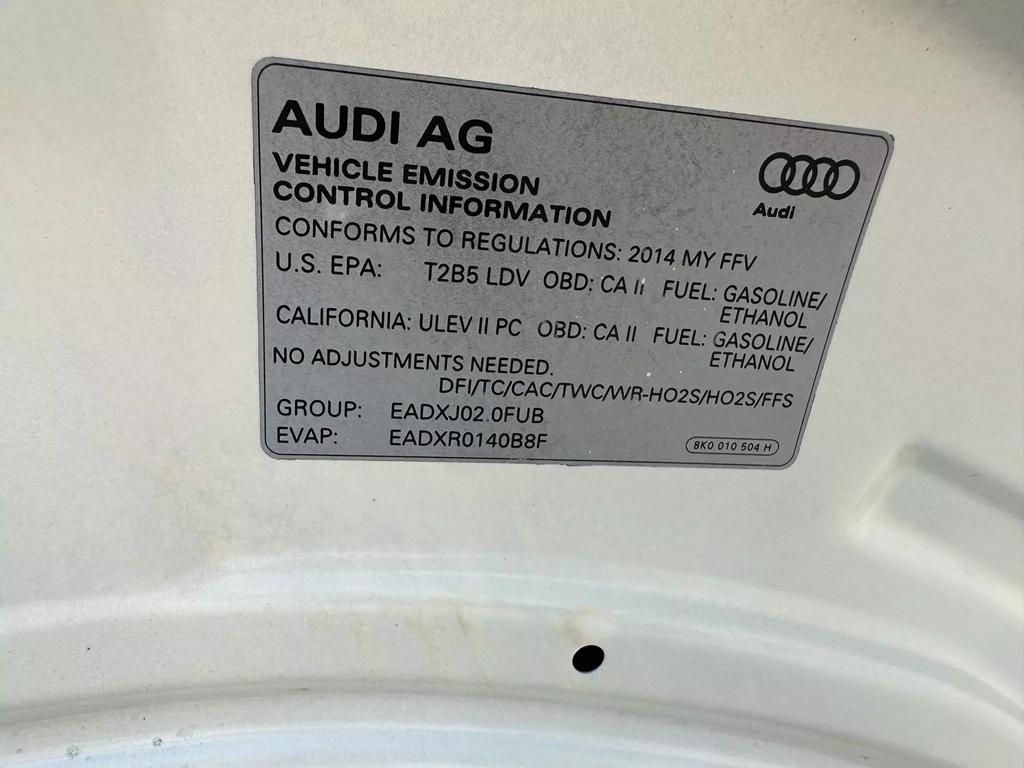 AUDI AG
VEHICLE EMISSION
CONTROL INFORMATION
Audi
CONFORMS TO REGULATIONS: 2014 MY FFV
U.S. EPA: T2B5 LDV OBD: CA II FUEL: GASOLINE/
ETHANOL
CALIFORNIA: ULEV II PC OBD: CA II FUEL: GASOLINE/
ETHANOL
NO ADJUSTMENTS NEEDED.
DFI/TC/CAC/TWC/WR-HO2S/HO2S/FFS
GROUP: EADXJ02.0FUB
EVAP: EADXR0140B8F
8K0 010 504 H